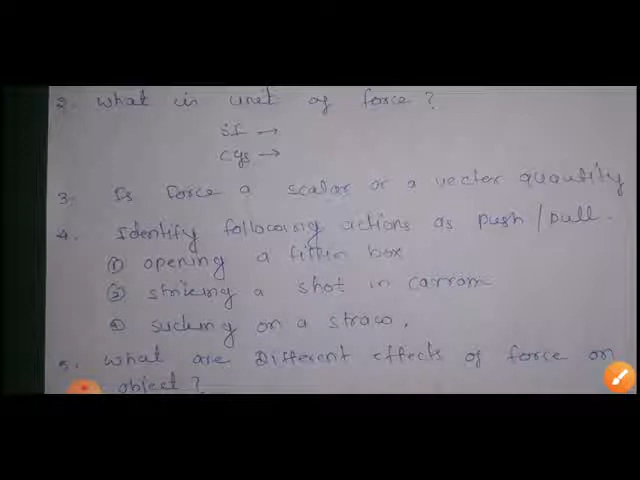 2. What is unit of force?
SI →
CGS →
3. Is force a scalar or a vector quantity
4. Identify following actions as push/pull.
① opening a tiffin box
② striking a shot in carrom
③ sucking on a straw.
5. What are Different effects of force on
object?